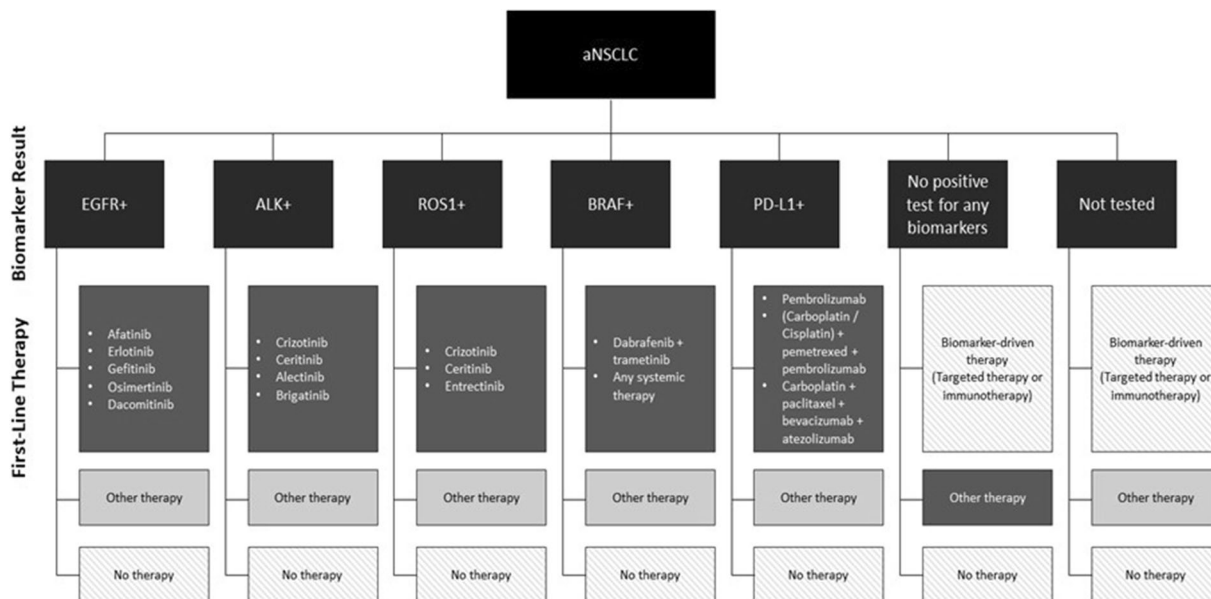 aNSCLC
Biomarker Result
EGFR+
ALK+
ROS1+
BRAF+
PD-L1+
No positive
test for any
biomarkers
Not tested
First-Line Therapy
• Afatinib
• Erlotinib
• Gefitinib
• Osimertinib
• Dacomitinib
• Crizotinib
• Ceritinib
• Alectinib
• Brigatinib
• Crizotinib
• Ceritinib
• Entrectinib
• Dabrafenib +
trametinib
• Any systemic
therapy
• Pembrolizumab
• (Carboplatin /
Cisplatin) +
pemetrexed +
pembrolizumab
• Carboplatin +
paclitaxel +
bevacizumab +
atezolizumab
Biomarker-driven
therapy
(Targeted therapy or
immunotherapy)
Biomarker-driven
therapy
(Targeted therapy or
immunotherapy)
Other therapy
Other therapy
Other therapy
Other therapy
Other therapy
Other therapy
Other therapy
No therapy
No therapy
No therapy
No therapy
No therapy
No therapy
No therapy